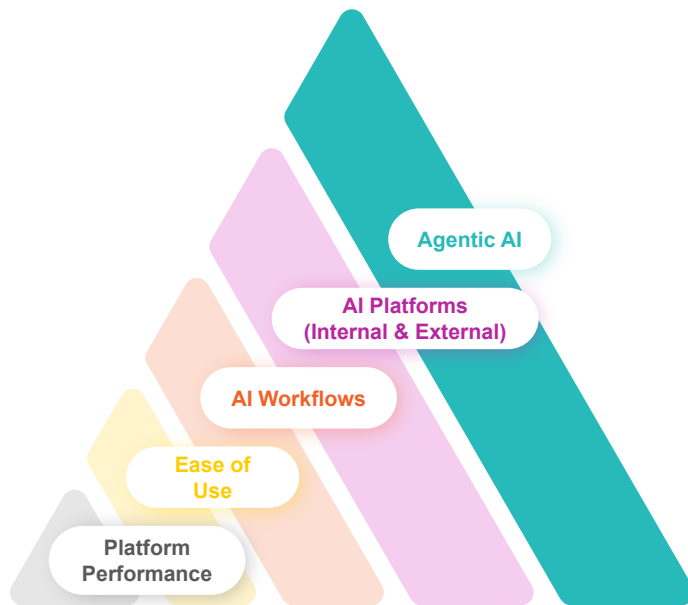 Agentic AI
AI Platforms
(Internal & External)
AI Workflows
Ease of
Use
Platform
Performance